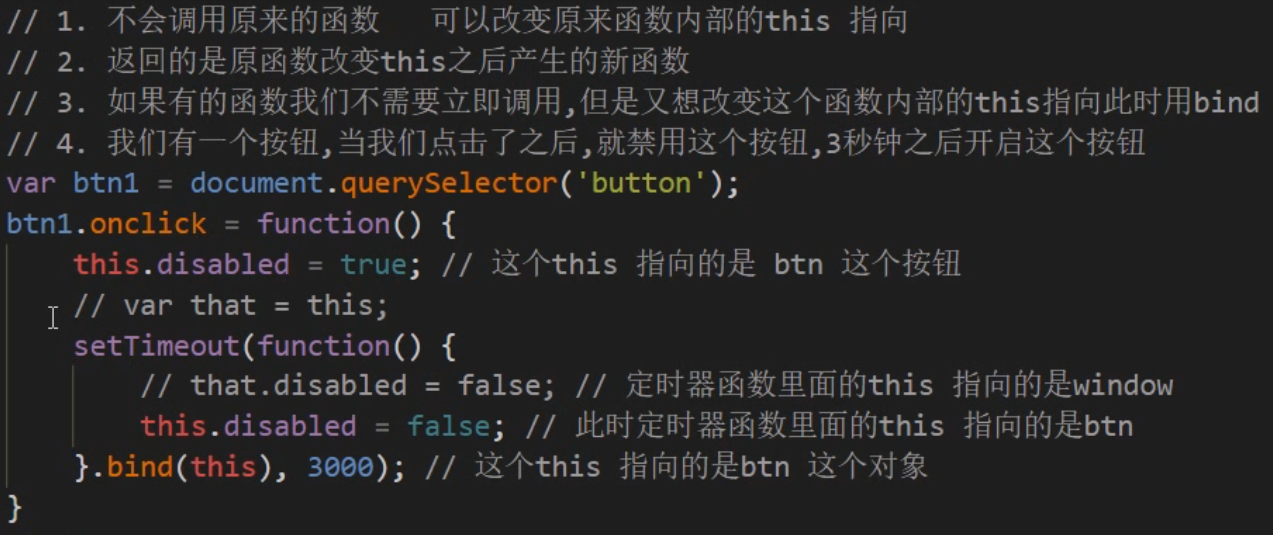 // 1. 不会调用原来的函数   可以改变原来函数内部的this 指向
// 2. 返回的是原函数改变this之后产生的新函数
// 3. 如果有的函数我们不需要立即调用,但是又想改变这个函数内部的this指向此时用bind
// 4. 我们有一个按钮,当我们点击了之后,就禁用这个按钮,3秒钟之后开启这个按钮
var btn1 = document.querySelector('button');
btn1.onclick = function() {
    this.disabled = true; // 这个this 指向的是 btn 这个按钮
    // var that = this;
    setTimeout(function() {
        // that.disabled = false; // 定时器函数里面的this 指向的是window
        this.disabled = false; // 此时定时器函数里面的this 指向的是btn
    }.bind(this), 3000); // 这个this 指向的是btn 这个对象
}